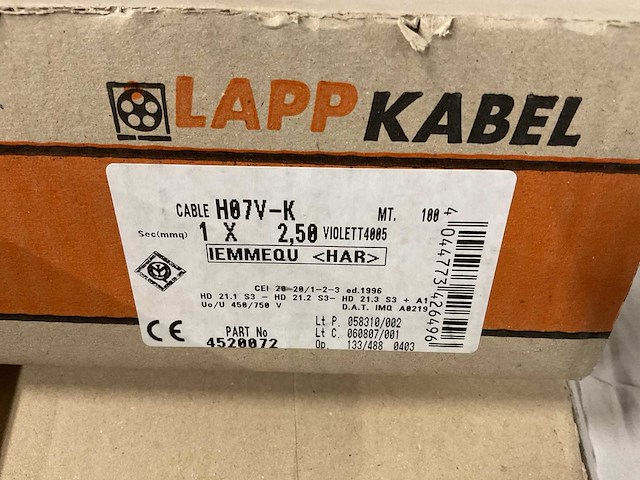 LAPP KABEL
CABLE H07V-K MT. 100
Sec(mmq) 1 X 2,50 VIOLETT4005
IEMMEQU <HAR>
CEI 20-20/1-2-3 ed.1996
HD 21.1 S3 - HD 21.2 S3- HD 21.3 S3 + A1
Uo/U 450/750 V D.A.T. IMQ A0219
CE PART No Lt P. 058310/002
4520072 Lt C. 060807/001
Op. 133/488 0403
4 044773 426496